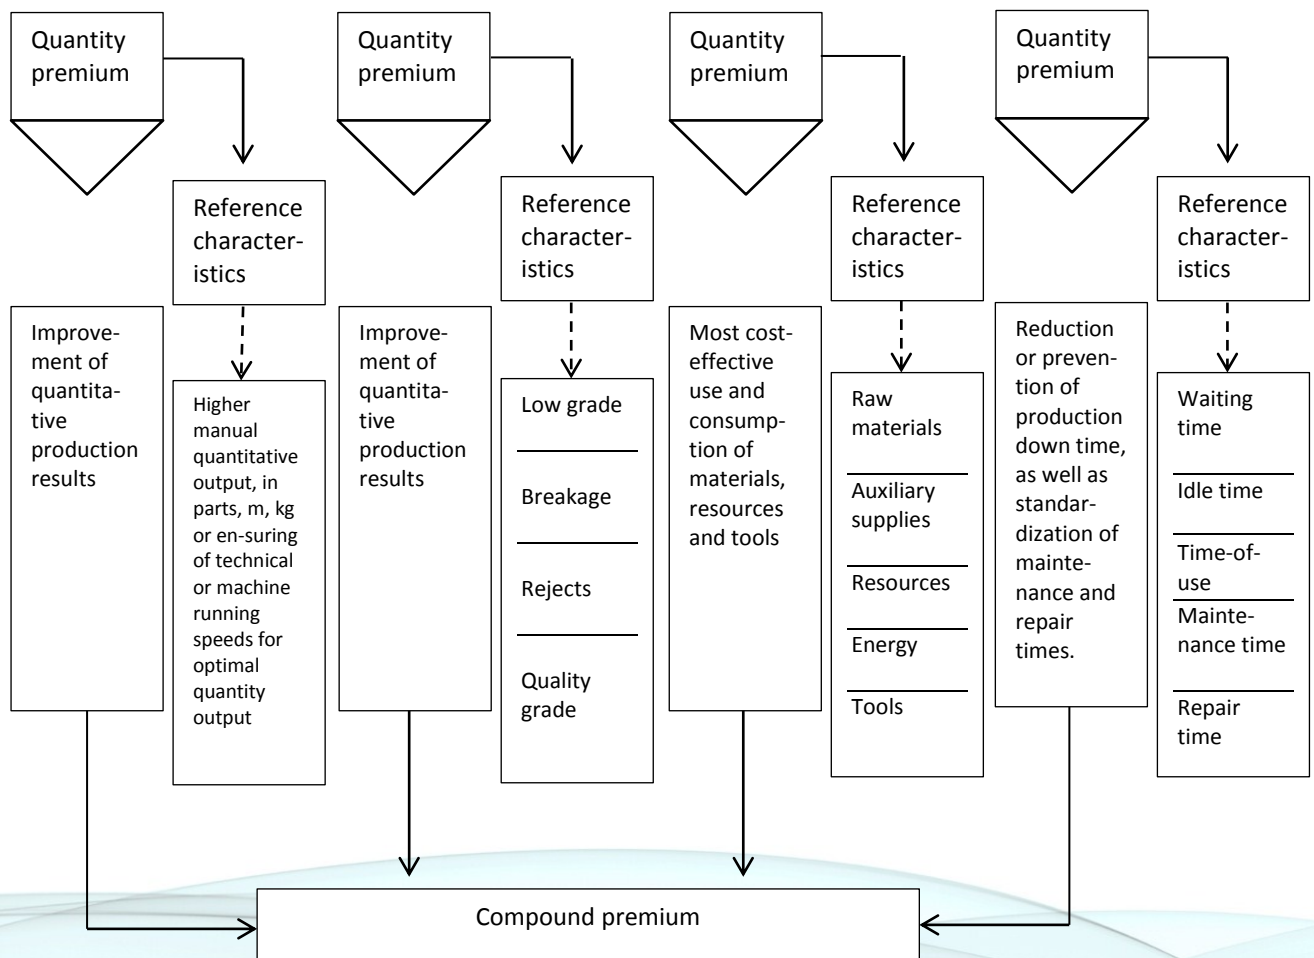 Quantity
premium
Quantity
premium
Quantity
premium
Quantity
premium
Reference
character-
istics
Reference
character-
istics
Reference
character-
istics
Reference
character-
istics
Improve-
ment of
quantita-
tive
production
results
Higher
manual
quantitative
output, in
parts, m, kg
or en-suring
of technical
or machine
running
speeds for
optimal
quantity
output
Improve-
ment of
quantitat-
ive
production
results
Low grade
Breakage
Rejects
Quality
grade
Most cost-
effective
use and
consump-
tion of
materials,
resources
and tools
Raw
materials
Auxiliary
supplies
Resources
Energy
Tools
Reduction
or preven-
tion of
production
down time,
as well as
standar-
dization of
mainte-
nance and
repair
times.
Waiting
time
Idle time
Time-of-
use
Mainte-
nance time
Repair
time
Compound premium